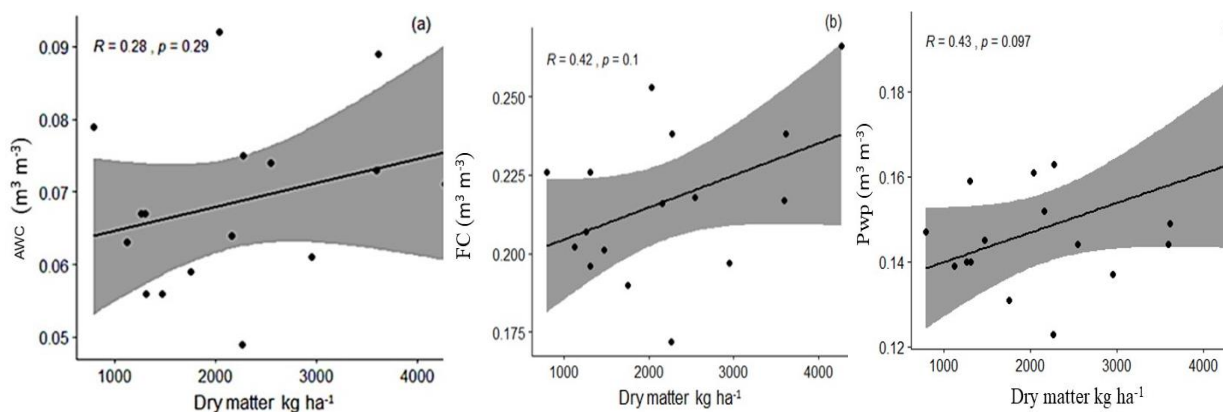 (a)
R = 0.28 , p = 0.29
0.09
0.08
0.07
0.06
0.05
AWC (m³ m⁻³)
1000 2000 3000 4000
Dry matter kg ha⁻¹
(b)
R = 0.42 , p = 0.1
0.250
0.225
0.200
0.175
FC (m³ m⁻³)
1000 2000 3000 4000
Dry matter kg ha⁻¹
R = 0.43 , p = 0.097
0.18
0.16
0.14
0.12
Pwp (m³ m⁻³)
1000 2000 3000 4000
Dry matter kg ha⁻¹